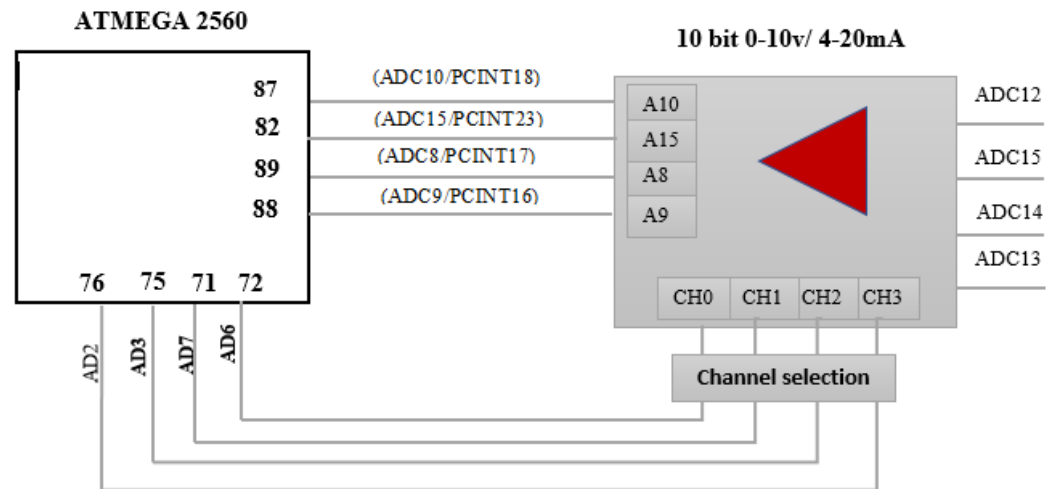 ATMEGA 2560
10 bit 0-10v/ 4-20mA
87
(ADC10/PCINT18)
A10
ADC12
82
(ADC15/PCINT23)
A15
ADC15
89
(ADC8/PCINT17)
A8
88
(ADC9/PCINT16)
A9
ADC14
ADC13
76 75 71 72
CH0 CH1 CH2 CH3
AD2
AD3
AD7
AD6
Channel selection